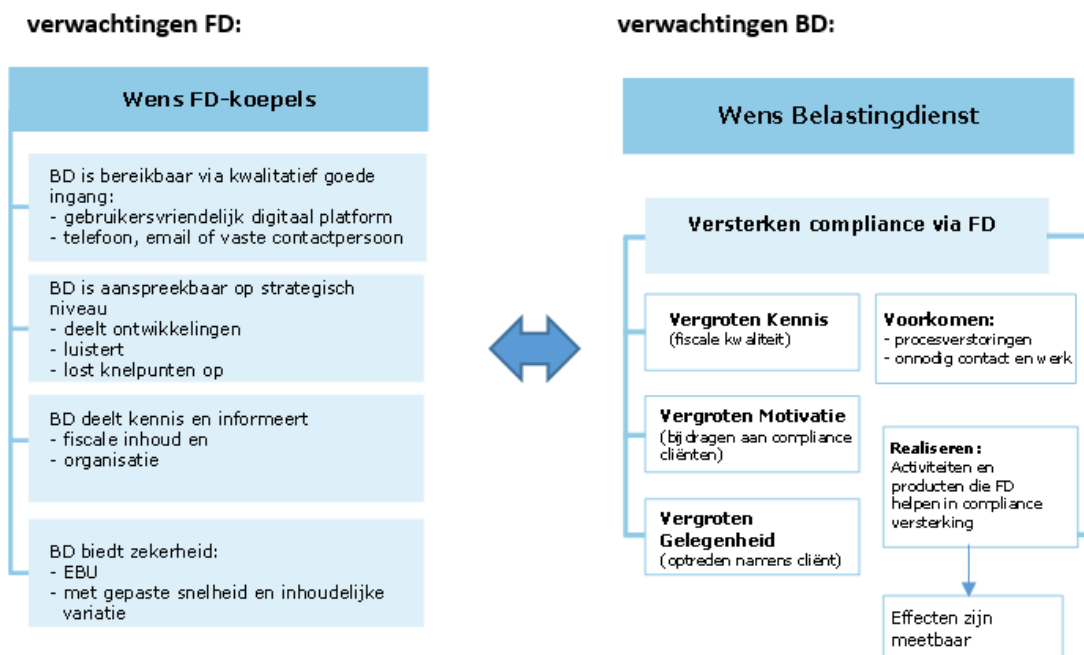 verwachtingen FD:
Wens FD-koepels
BD is bereikbaar via kwalitatief goede
ingang:
- gebruikersvriendelijk digitaal platform
- telefoon, email of vaste contactpersoon
BD is aanspreekbaar op strategisch
niveau
- deelt ontwikkelingen
- luistert
- lost knelpunten op
BD deelt kennis en informeert
- fiscale inhoud en
- organisatie
BD biedt zekerheid:
- EBU
- met gepaste snelheid en inhoudelijke
variatie
verwachtingen BD:
Wens Belastingdienst
Versterken compliance via FD
Vergroten Kennis
(fiscale kwaliteit)
Vergroten Motivatie
(bijdragen aan compliance
cliënten)
Vergroten
Gelegenheid
(optreden namens cliënt)
Voorkomen:
- procesverstoringen
- onnodig contact en werk
Realiseren:
Activiteiten en
producten die FD
helpen in compliance
versterking
Effecten zijn
meetbaar